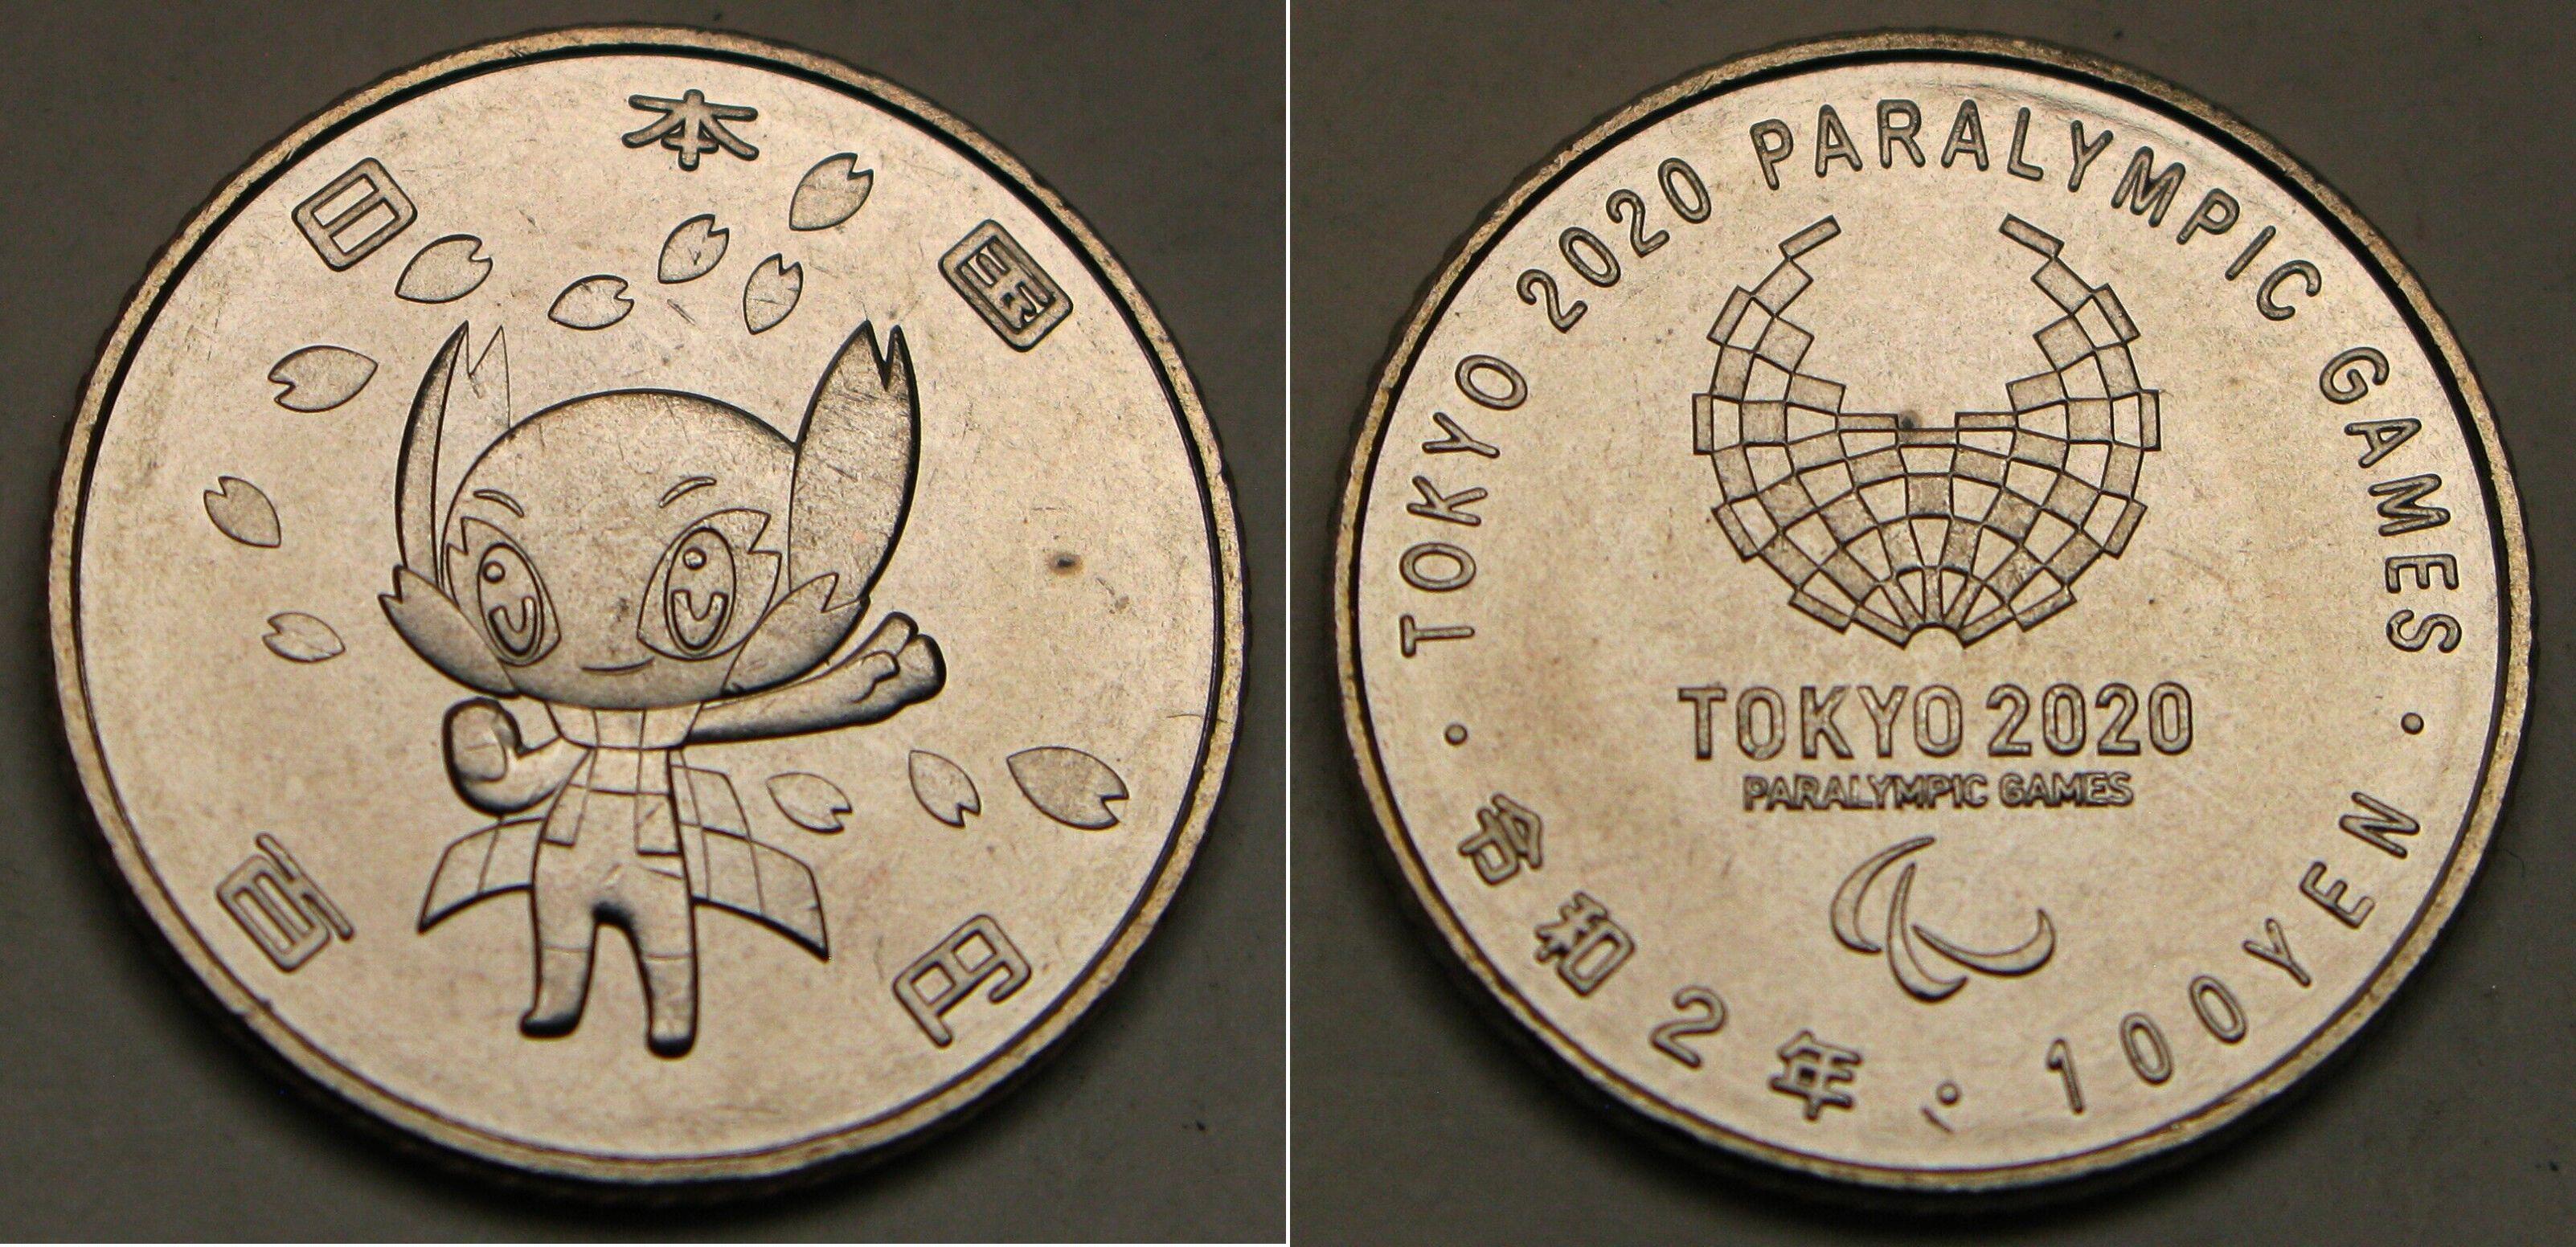 日本国
百円
TOKYO 2020 PARALYMPIC GAMES
TOKYO 2020
PARALYMPIC GAMES
・令和2年・100YEN・